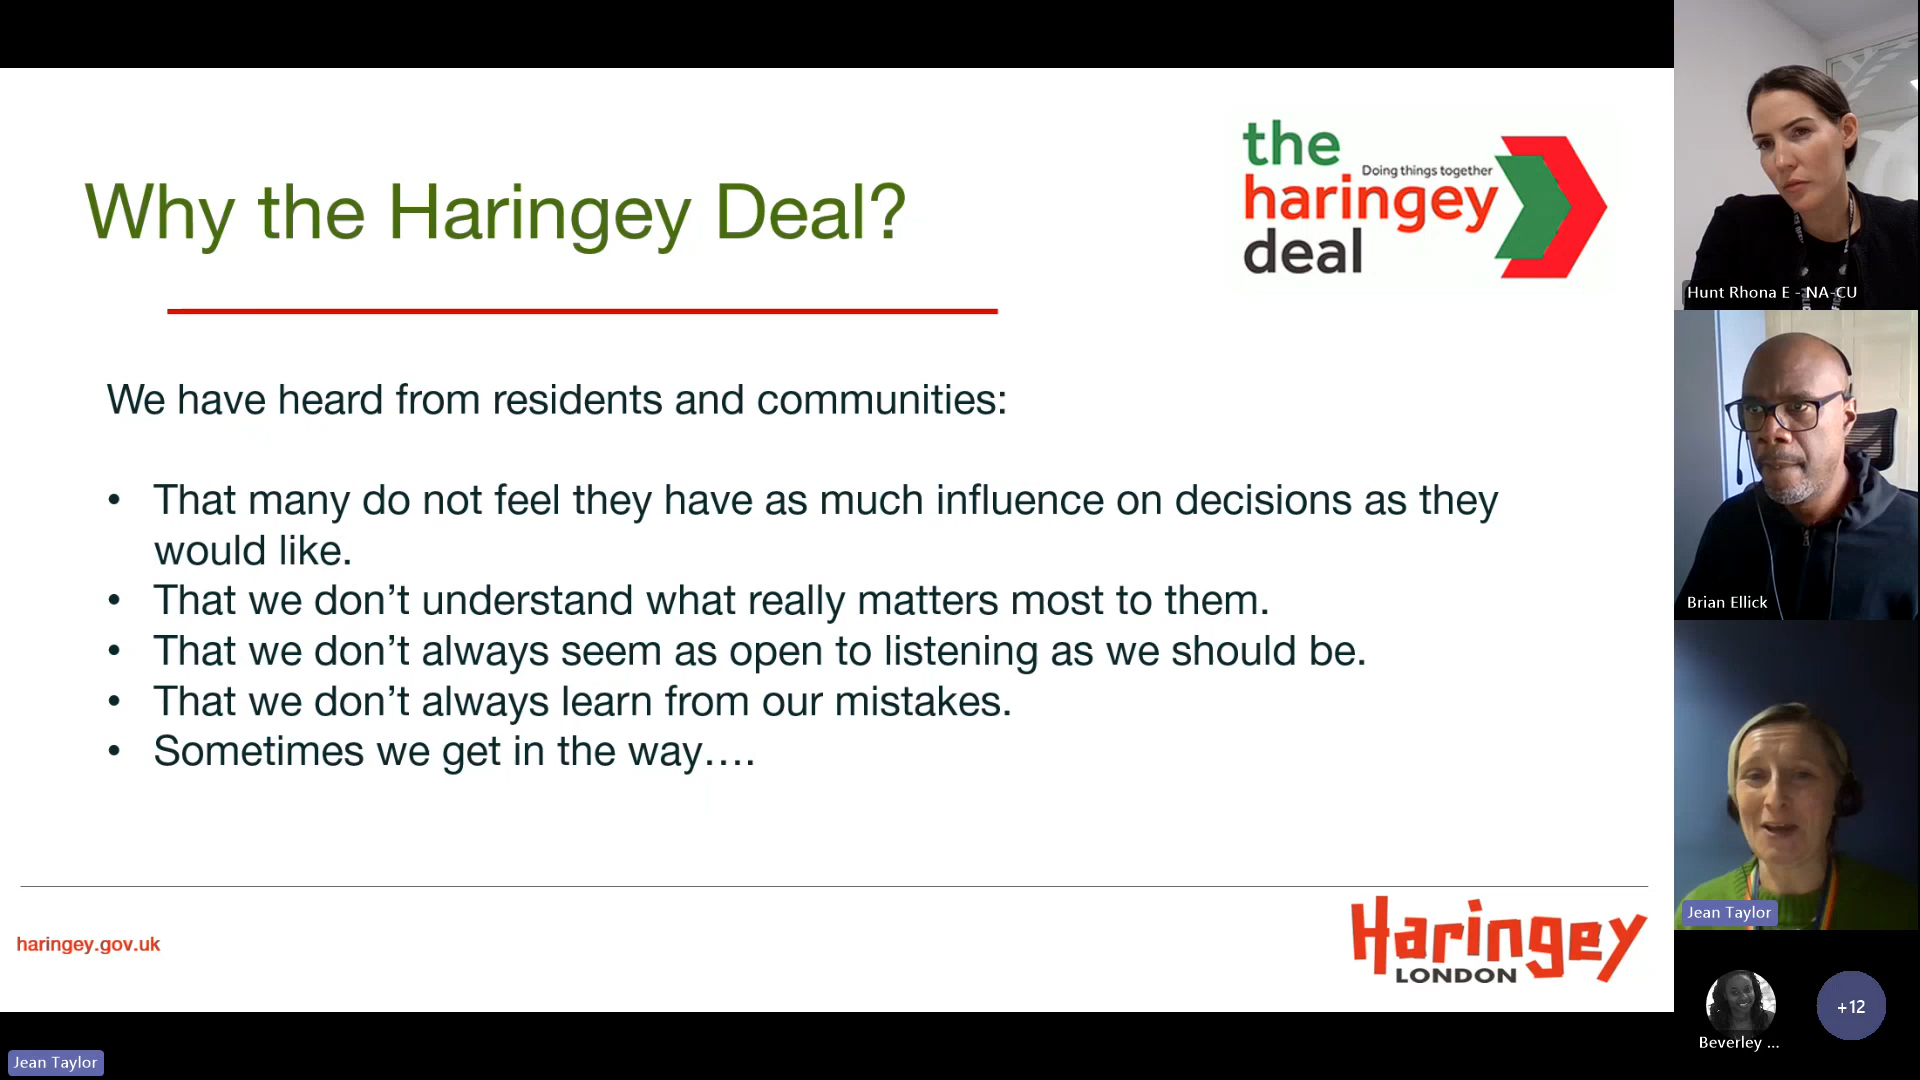 Why the Haringey Deal?
the
Doing things together
haringey
deal
We have heard from residents and communities:
• That many do not feel they have as much influence on decisions as they
would like.
• That we don’t understand what really matters most to them.
• That we don’t always seem as open to listening as we should be.
• That we don’t always learn from our mistakes.
• Sometimes we get in the way….
haringey.gov.uk
Haringey
LONDON
Jean Taylor
Hunt Rhona E - NA-CU
Brian Ellick
Jean Taylor
Beverley ...
+12